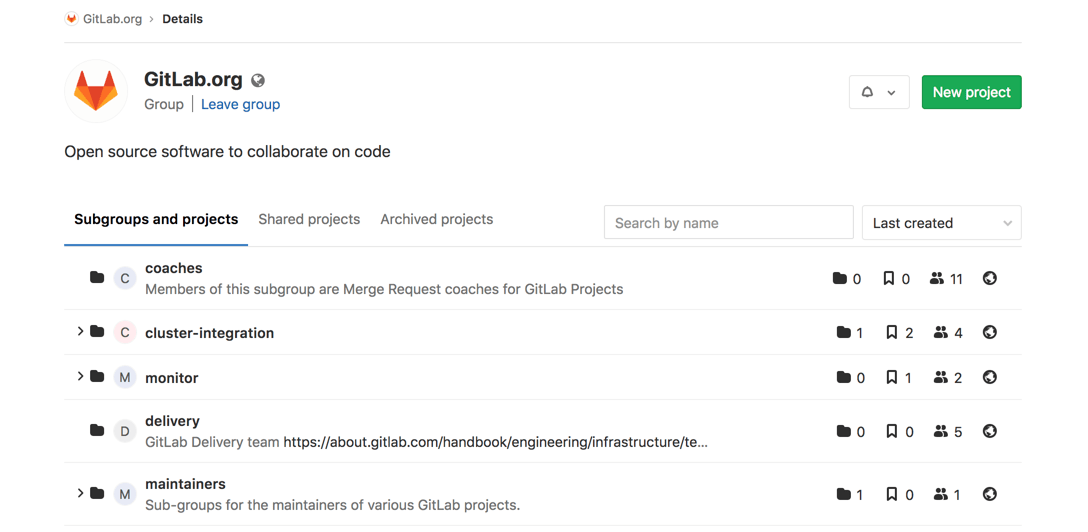 GitLab.org › Details
GitLab.org
Group | Leave group
New project
Open source software to collaborate on code
Subgroups and projects Shared projects Archived projects Search by name Last created
C coaches 0 0 11
Members of this subgroup are Merge Request coaches for GitLab Projects
C cluster-integration 1 2 4
M monitor 0 1 2
D delivery 0 0 5
GitLab Delivery team https://about.gitlab.com/handbook/engineering/infrastructure/te...
M maintainers 1 0 1
Sub-groups for the maintainers of various GitLab projects.